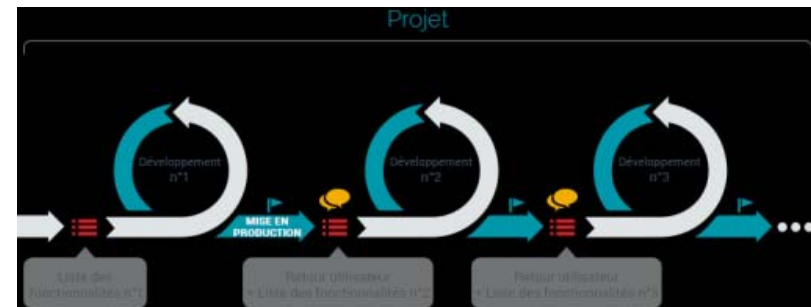 Projet
Développement
n°1
Développement
n°2
Développement
n°3
MISE EN
PRODUCTION
Liste des
fonctionnalités n°1
Retour utilisateur
+ Liste des fonctionnalités n°2
Retour utilisateur
+ Liste des fonctionnalités n°3